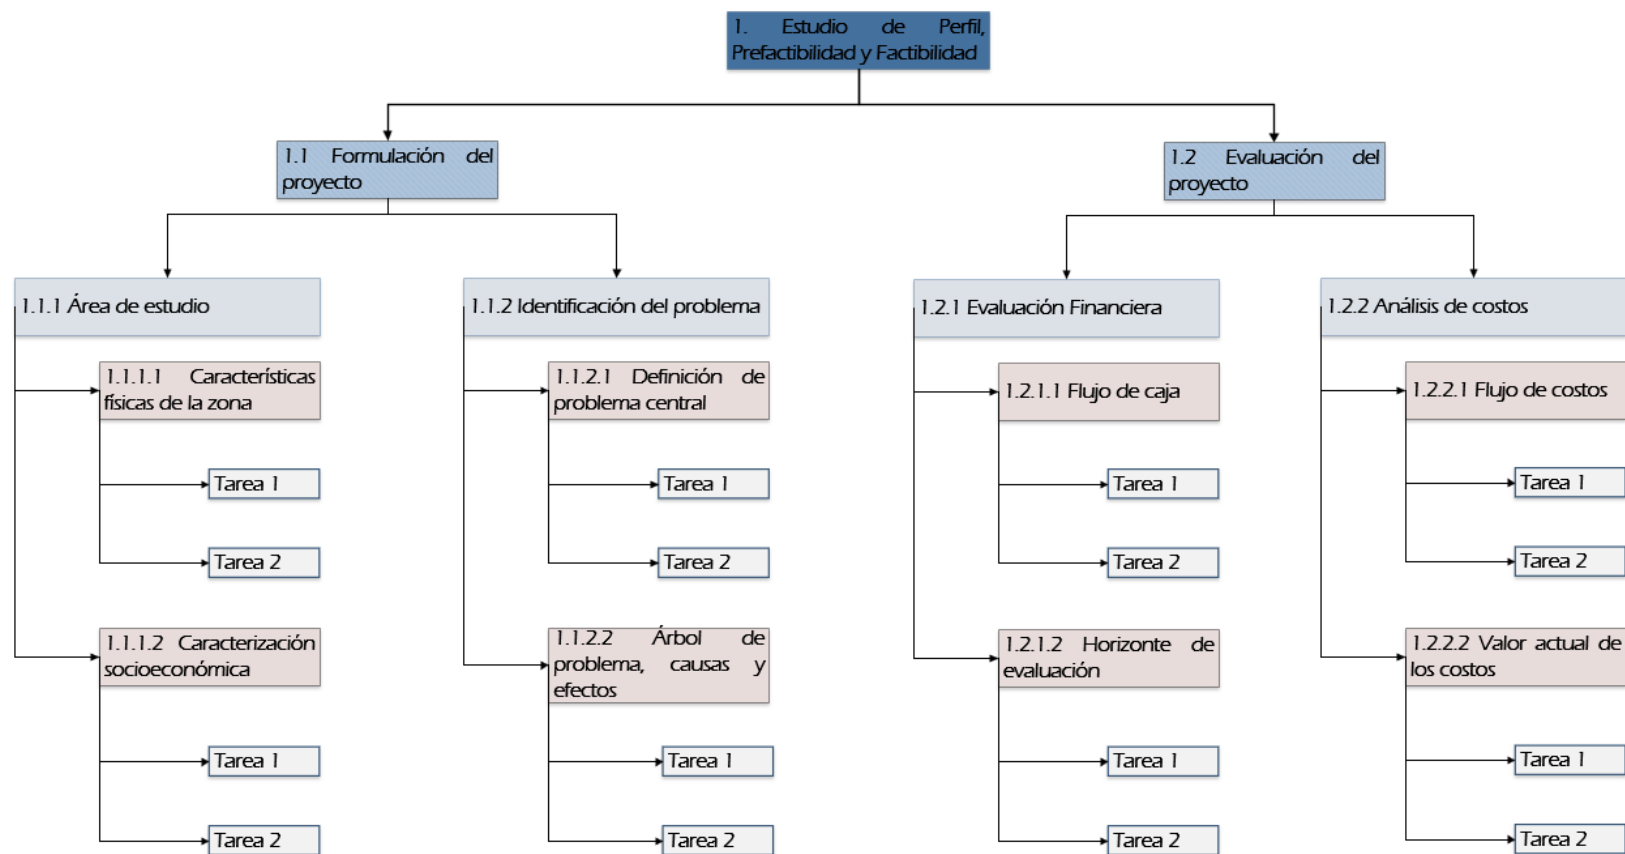 1. Estudio de Perfil,
Prefactibilidad y Factibilidad
1.1 Formulación del
proyecto
1.2 Evaluación del
proyecto
1.1.1 Área de estudio
1.1.2 Identificación del problema
1.2.1 Evaluación Financiera
1.2.2 Análisis de costos
1.1.1.1 Características
físicas de la zona
1.1.2.1 Definición de
problema central
1.2.1.1 Flujo de caja
1.2.2.1 Flujo de costos
Tarea 1
Tarea 1
Tarea 1
Tarea 1
Tarea 2
Tarea 2
Tarea 2
Tarea 2
1.1.1.2 Caracterización
socioeconómica
1.1.2.2 Árbol de
problema, causas y
efectos
1.2.1.2 Horizonte de
evaluación
1.2.2.2 Valor actual de
los costos
Tarea 1
Tarea 1
Tarea 1
Tarea 1
Tarea 2
Tarea 2
Tarea 2
Tarea 2